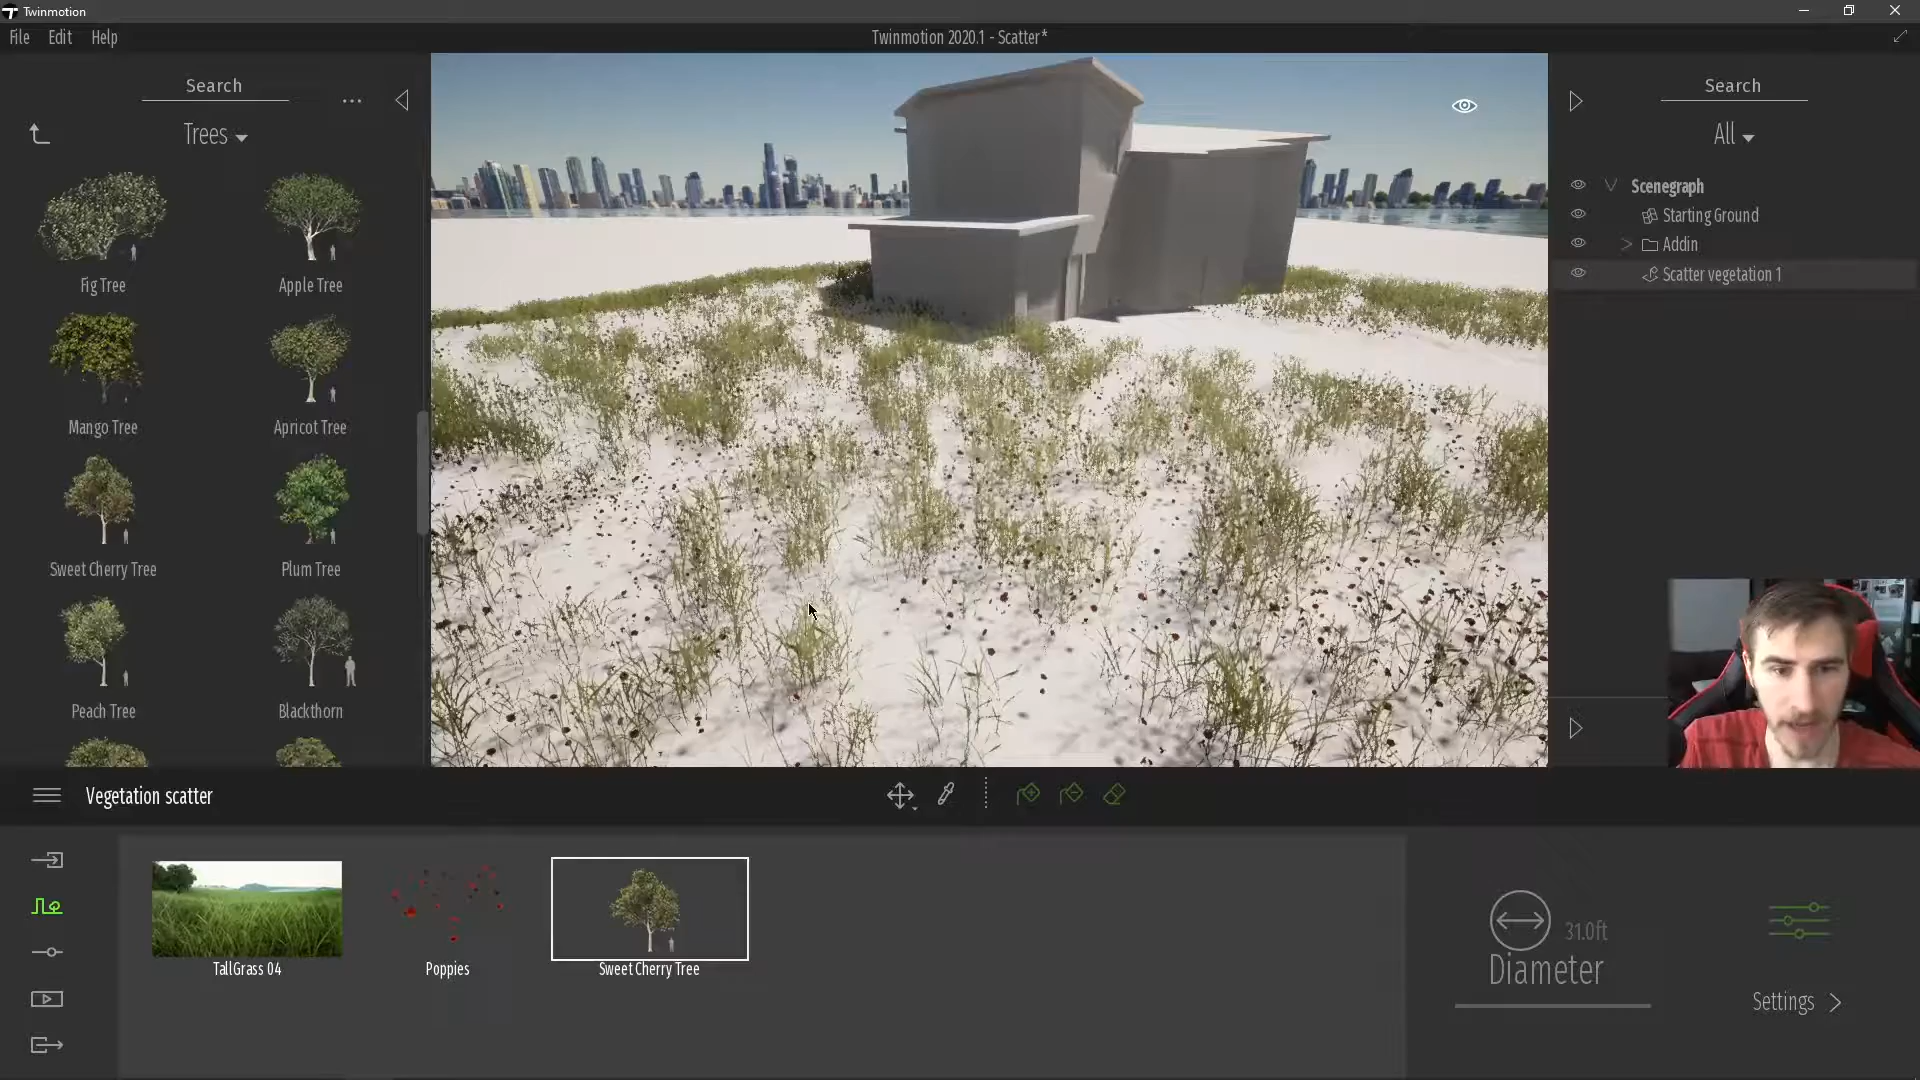 Twinmotion
File Edit Help
Twinmotion 2020.1 - Scatter*
Search
...
Trees
Fig Tree
Apple Tree
Mango Tree
Apricot Tree
Sweet Cherry Tree
Plum Tree
Peach Tree
Blackthorn
Search
All
Scenegraph
Starting Ground
Addin
Scatter vegetation 1
Vegetation scatter
TallGrass 04
Poppies
Sweet Cherry Tree
31.0ft
Diameter
Settings